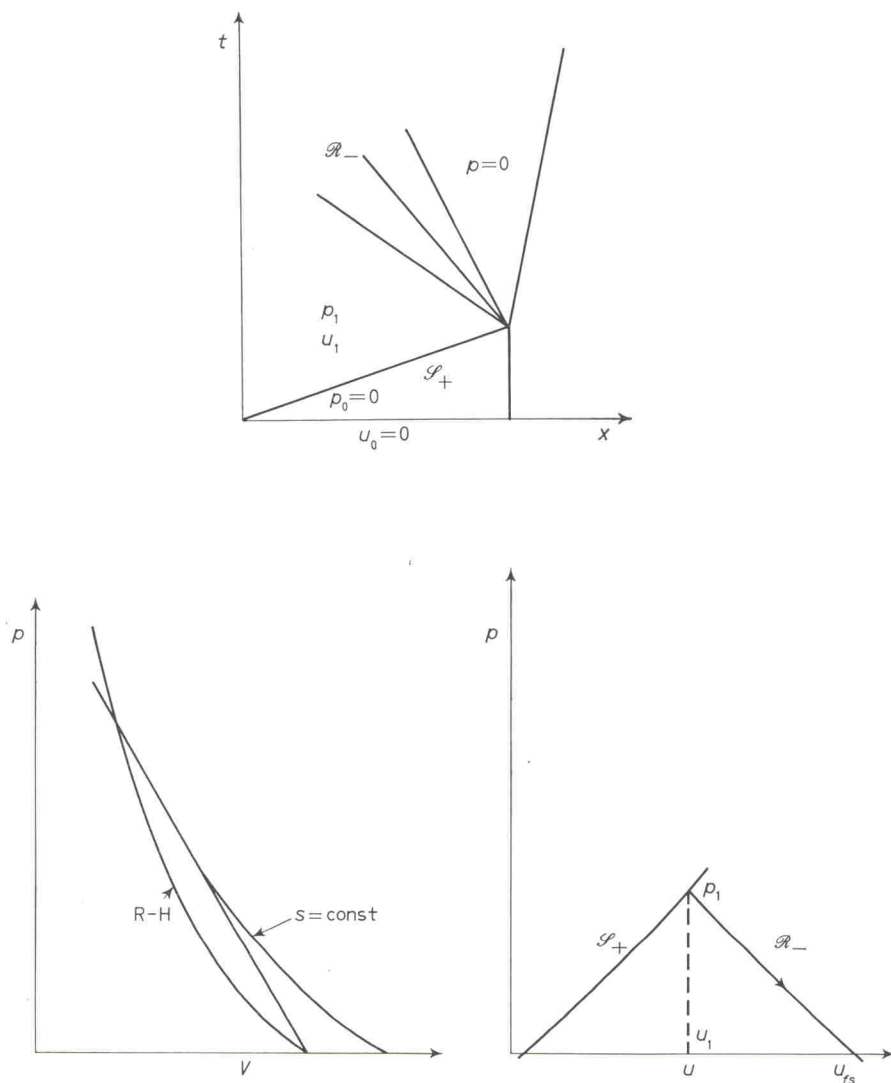 t
ℛ−
p=0
p₁
u₁
𝒮+
p₀=0
u₀=0
x
p
R-H
s=const
V
p
p₁
𝒮+
ℛ−
u₁
u
u_fs